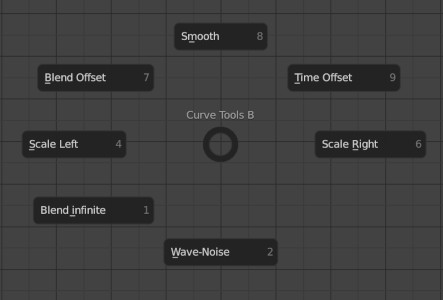 Smooth 8
Blend Offset 7
Time Offset 9
Curve Tools B
Scale Left 4
Scale Right 6
Blend infinite 1
Wave-Noise 2